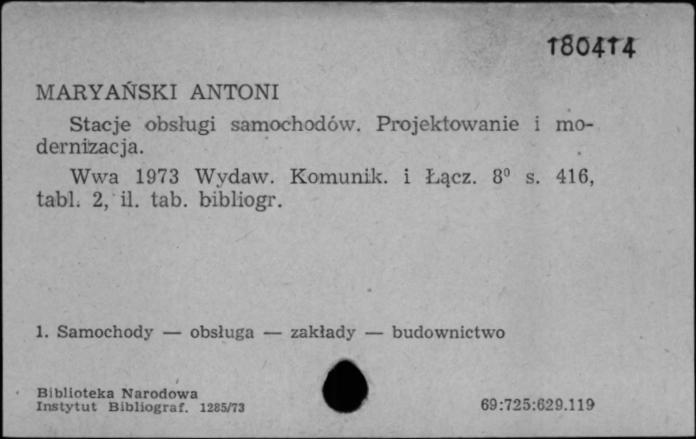 180414
MARYAŃSKI ANTONI
Stacje obsługi samochodów. Projektowanie i mo-
dernizacja.
Wwa 1973 Wydaw. Komunik. i Łącz. 8⁰ s. 416,
tabl. 2, il. tab. bibliogr.
1. Samochody — obsługa — zakłady — budownictwo
Biblioteka Narodowa
Instytut Bibliograf. 1285/73
69:725:629.119